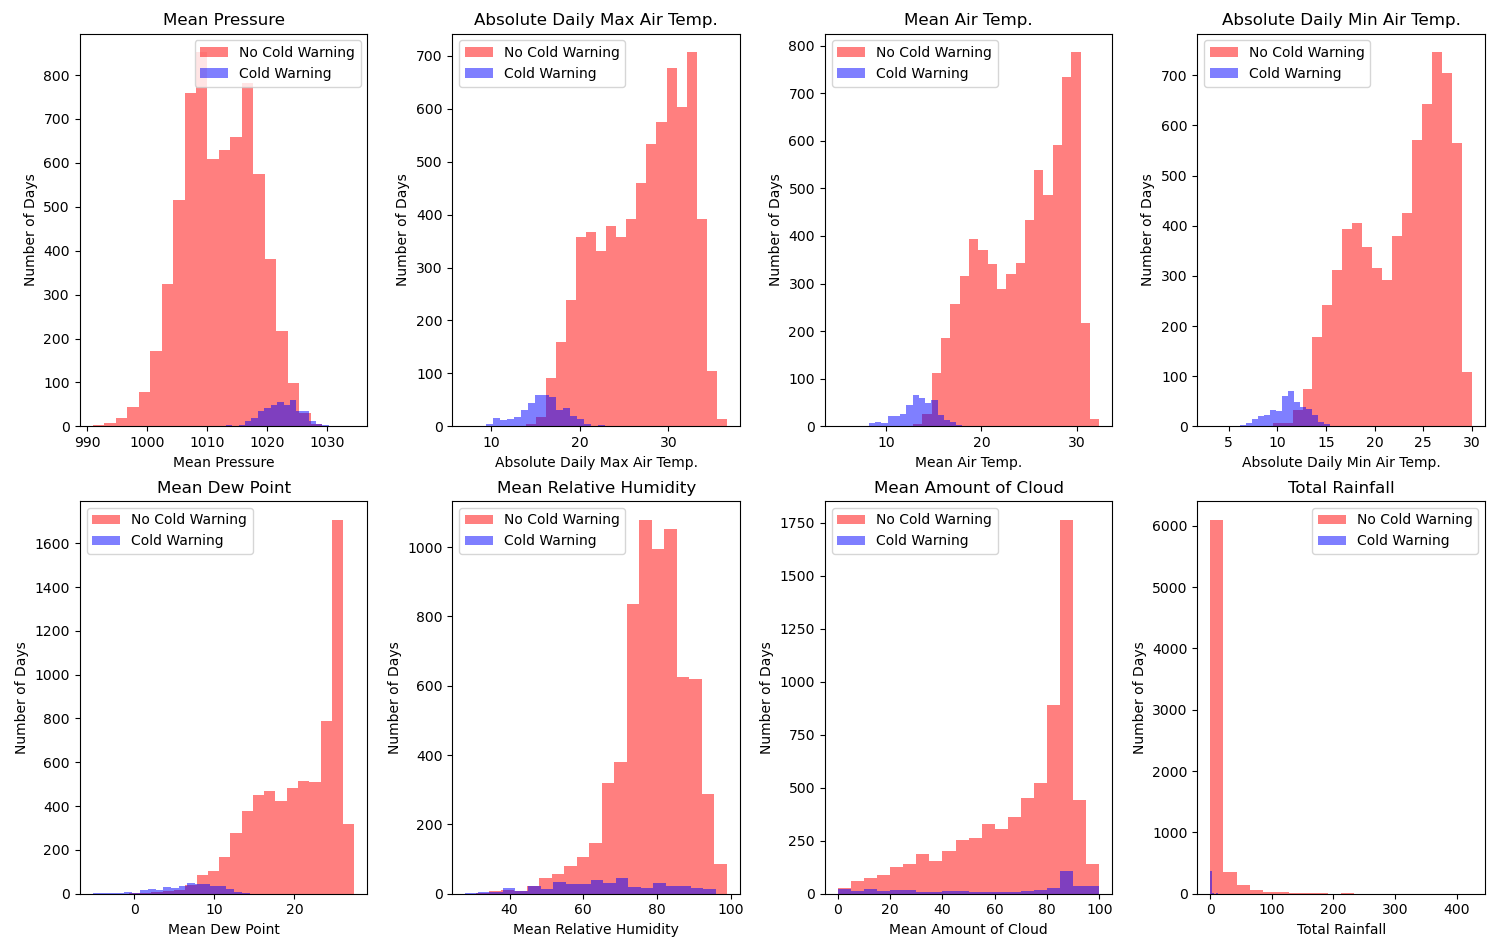 Mean Pressure
No Cold Warning
Cold Warning
Number of Days
800
700
600
500
400
300
200
100
0
990 1000 1010 1020 1030
Mean Pressure
Absolute Daily Max Air Temp.
No Cold Warning
Cold Warning
Number of Days
700
600
500
400
300
200
100
0
10 20 30
Absolute Daily Max Air Temp.
Mean Air Temp.
No Cold Warning
Cold Warning
Number of Days
800
700
600
500
400
300
200
100
0
10 20 30
Mean Air Temp.
Absolute Daily Min Air Temp.
No Cold Warning
Cold Warning
Number of Days
700
600
500
400
300
200
100
0
5 10 15 20 25 30
Absolute Daily Min Air Temp.
Mean Dew Point
No Cold Warning
Cold Warning
Number of Days
1600
1400
1200
1000
800
600
400
200
0
0 10 20
Mean Dew Point
Mean Relative Humidity
No Cold Warning
Cold Warning
Number of Days
1000
800
600
400
200
0
40 60 80 100
Mean Relative Humidity
Mean Amount of Cloud
No Cold Warning
Cold Warning
Number of Days
1750
1500
1250
1000
750
500
250
0
0 20 40 60 80 100
Mean Amount of Cloud
Total Rainfall
No Cold Warning
Cold Warning
Number of Days
6000
5000
4000
3000
2000
1000
0
0 100 200 300 400
Total Rainfall